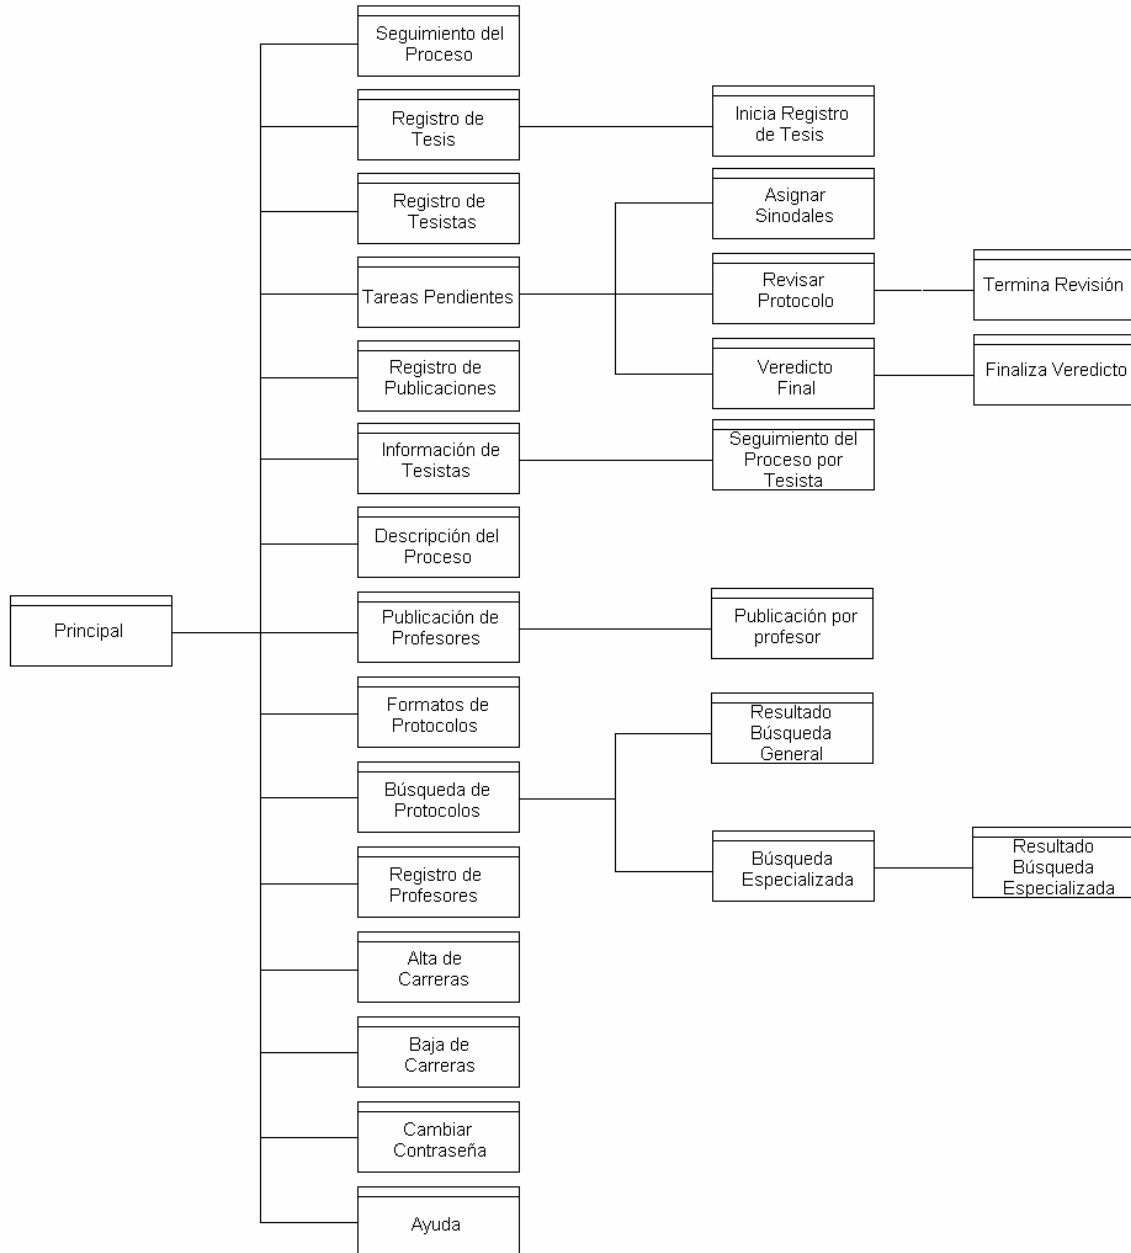 Seguimiento del
Proceso
Registro de
Tesis
Inicia Registro
de Tesis
Registro de
Tesistas
Asignar
Sinodales
Tareas Pendientes
Revisar
Protocolo
Termina Revisión
Registro de
Publicaciones
Veredicto
Final
Finaliza Veredicto
Información de
Tesistas
Seguimiento del
Proceso por
Tesista
Descripción del
Proceso
Principal
Publicación de
Profesores
Publicación por
profesor
Formatos de
Protocolos
Resultado
Búsqueda
General
Búsqueda de
Protocolos
Búsqueda
Especializada
Resultado
Búsqueda
Especializada
Registro de
Profesores
Alta de
Carreras
Baja de
Carreras
Cambiar
Contraseña
Ayuda